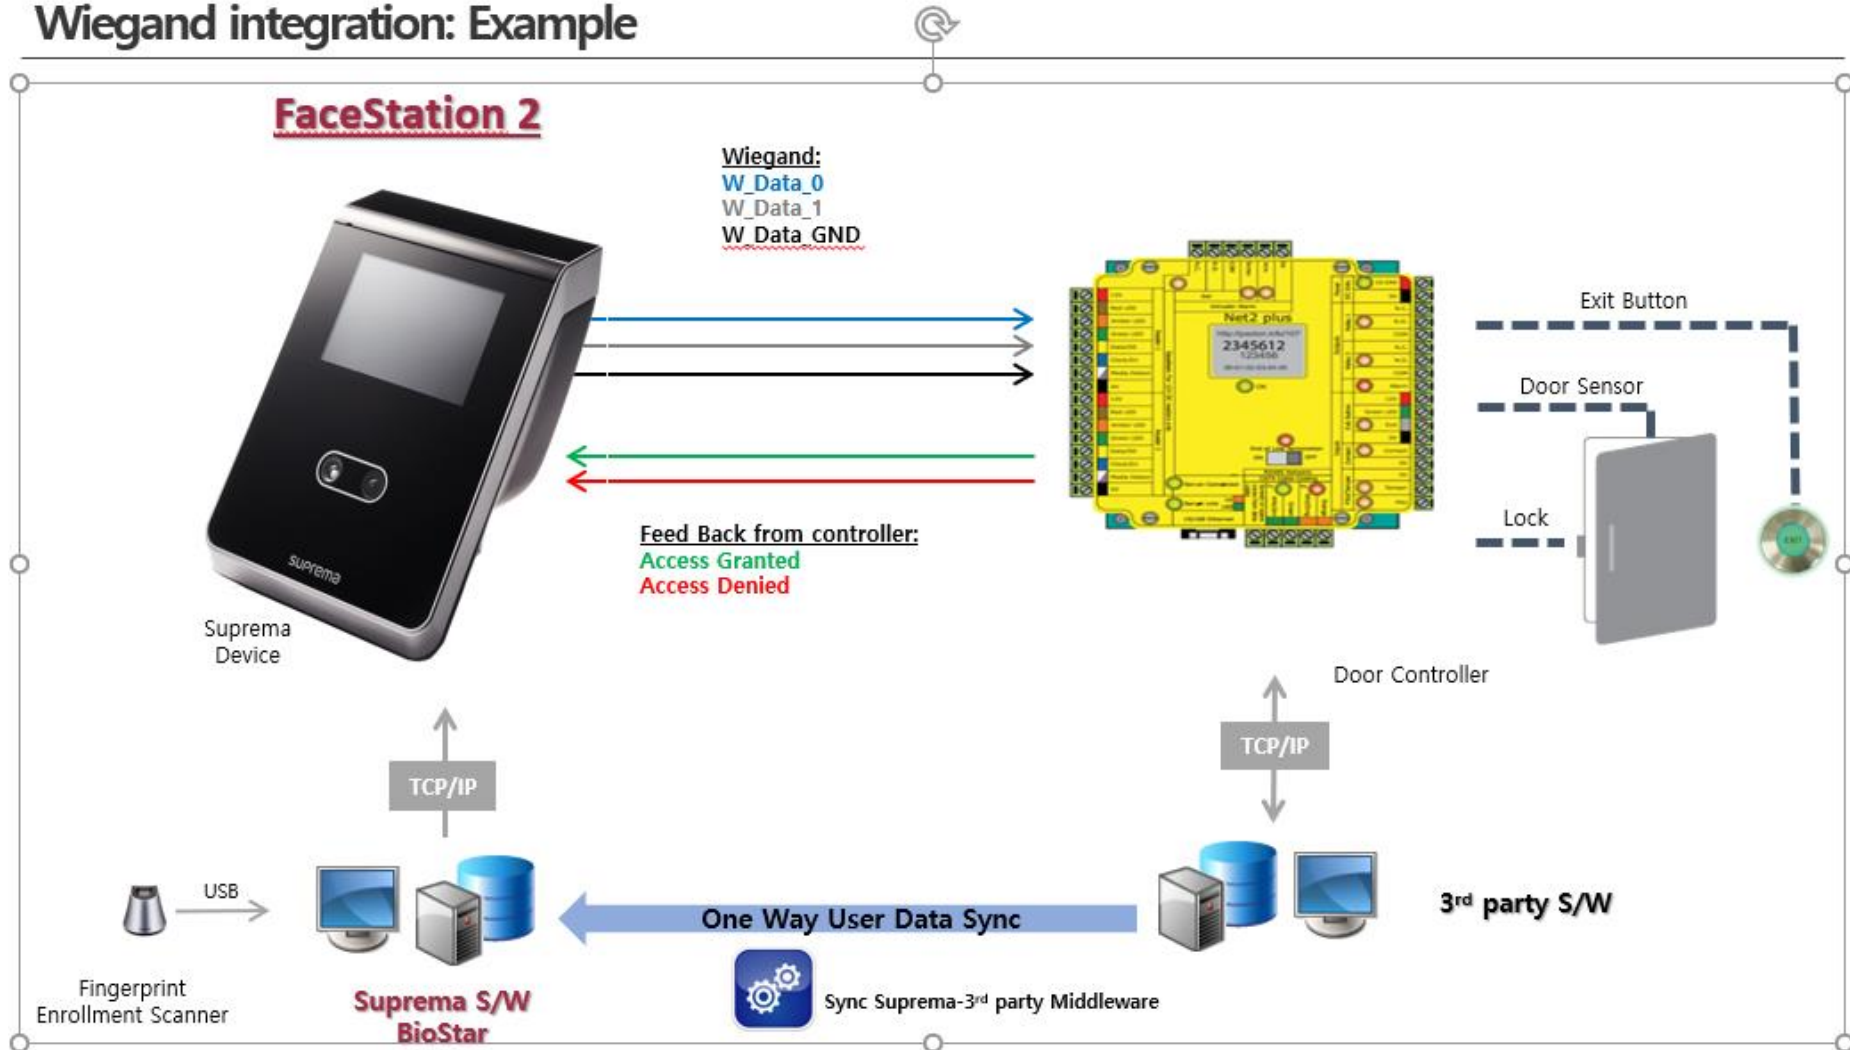 Wiegand integration: Example
FaceStation 2
Wiegand:
W_Data_0
W_Data_1
W_Data_GND
Net2 plus
2345612
123456
Exit Button
Door Sensor
Lock
EXIT
Feed Back from controller:
Access Granted
Access Denied
suprema
Suprema
Device
Door Controller
TCP/IP
TCP/IP
USB
One Way User Data Sync
3rd party S/W
Fingerprint
Enrollment Scanner
Suprema S/W
BioStar
Sync Suprema-3rd party Middleware